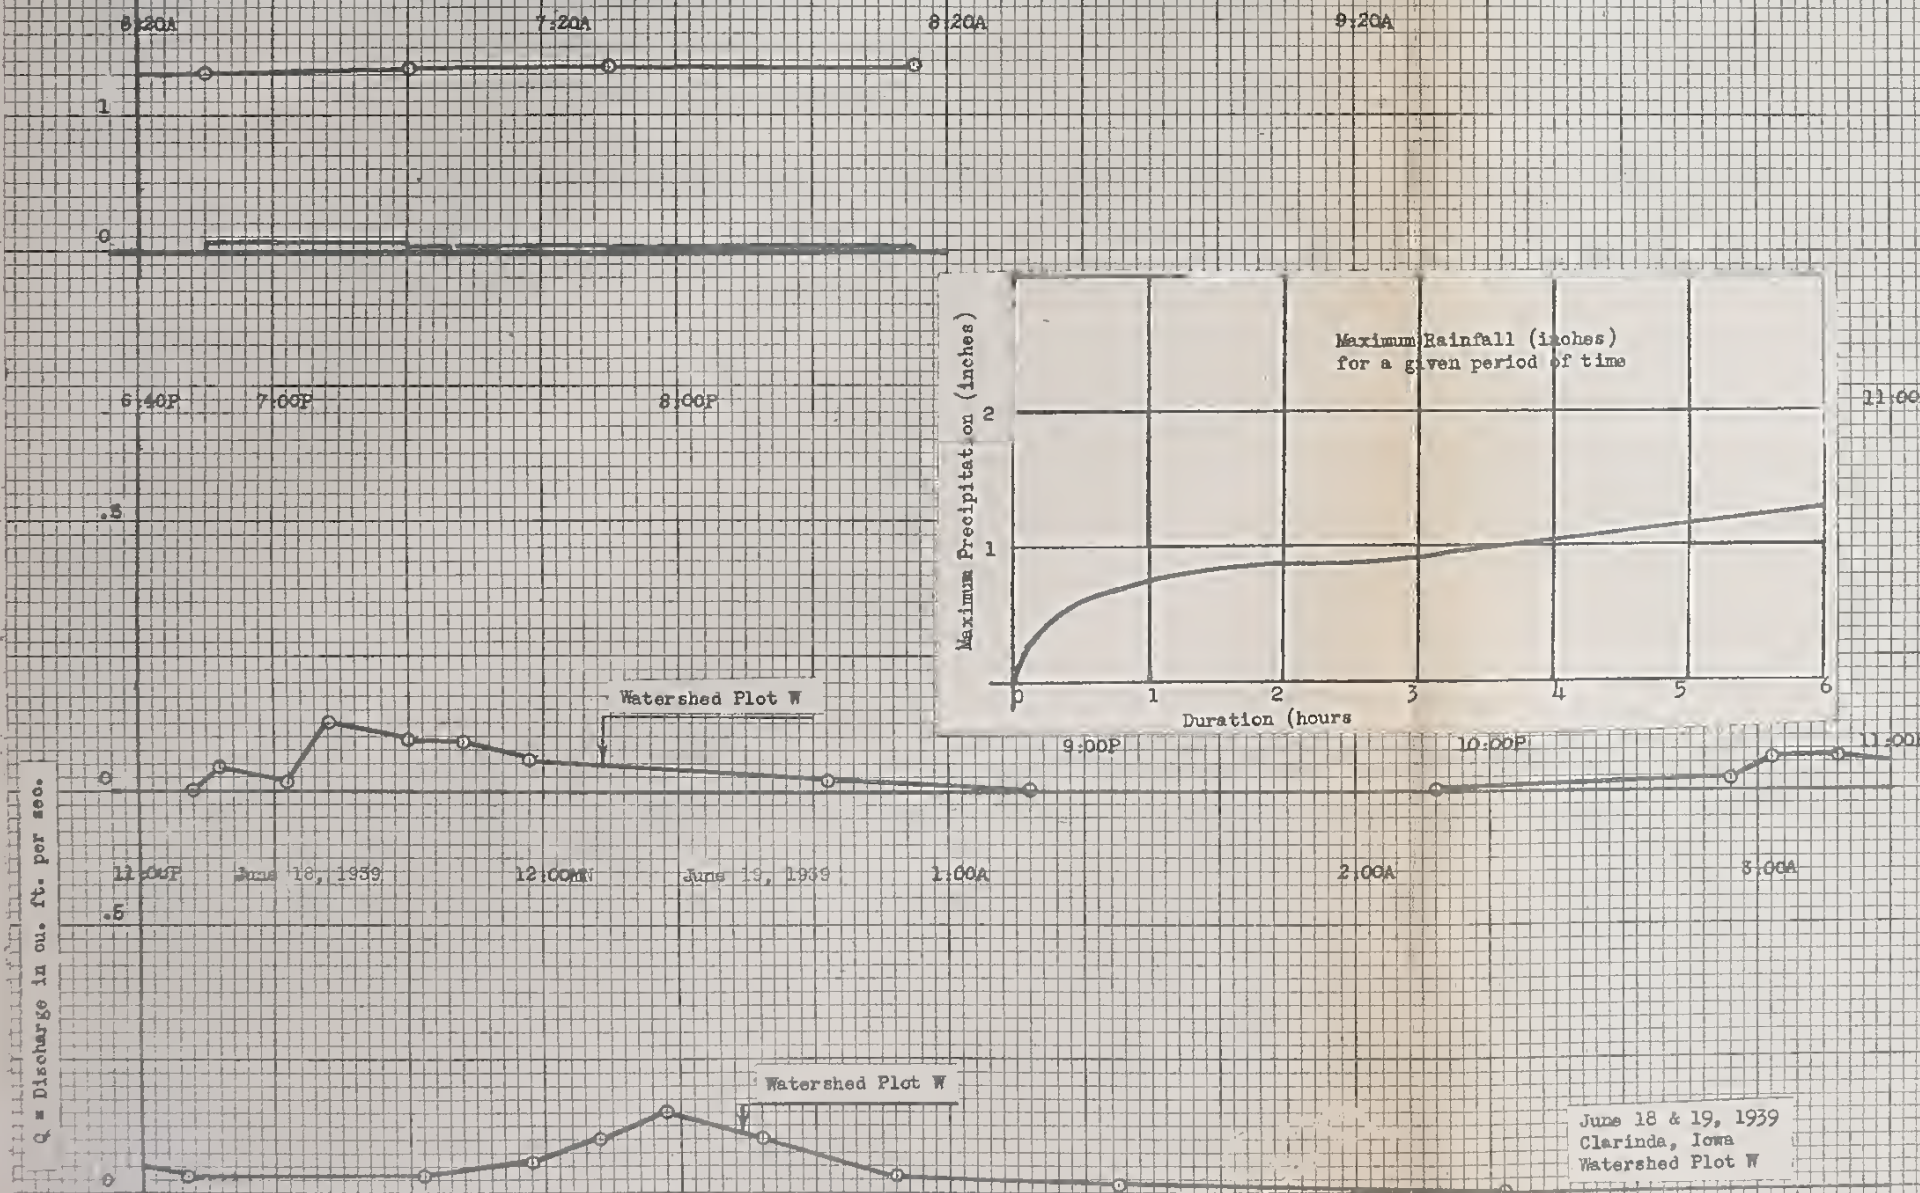 6:20A 7:20A 8:20A 9:20A
1
0
Maximum Precipitation (inches)
Maximum Rainfall (inches)
for a given period of time
2
1
0 1 2 3 4 5 6
Duration (hours
6:40P 7:00P 8:00P 11:00
.5
Watershed Plot W
9:00P 10:00P 11:00P
0
Q = Discharge in cu. ft. per sec.
11:00P June 18, 1939 12:00MN June 19, 1939 1:00A 2:00A 3:00A
.5
Watershed Plot W
0
June 18 & 19, 1939
Clarinda, Iowa
Watershed Plot W